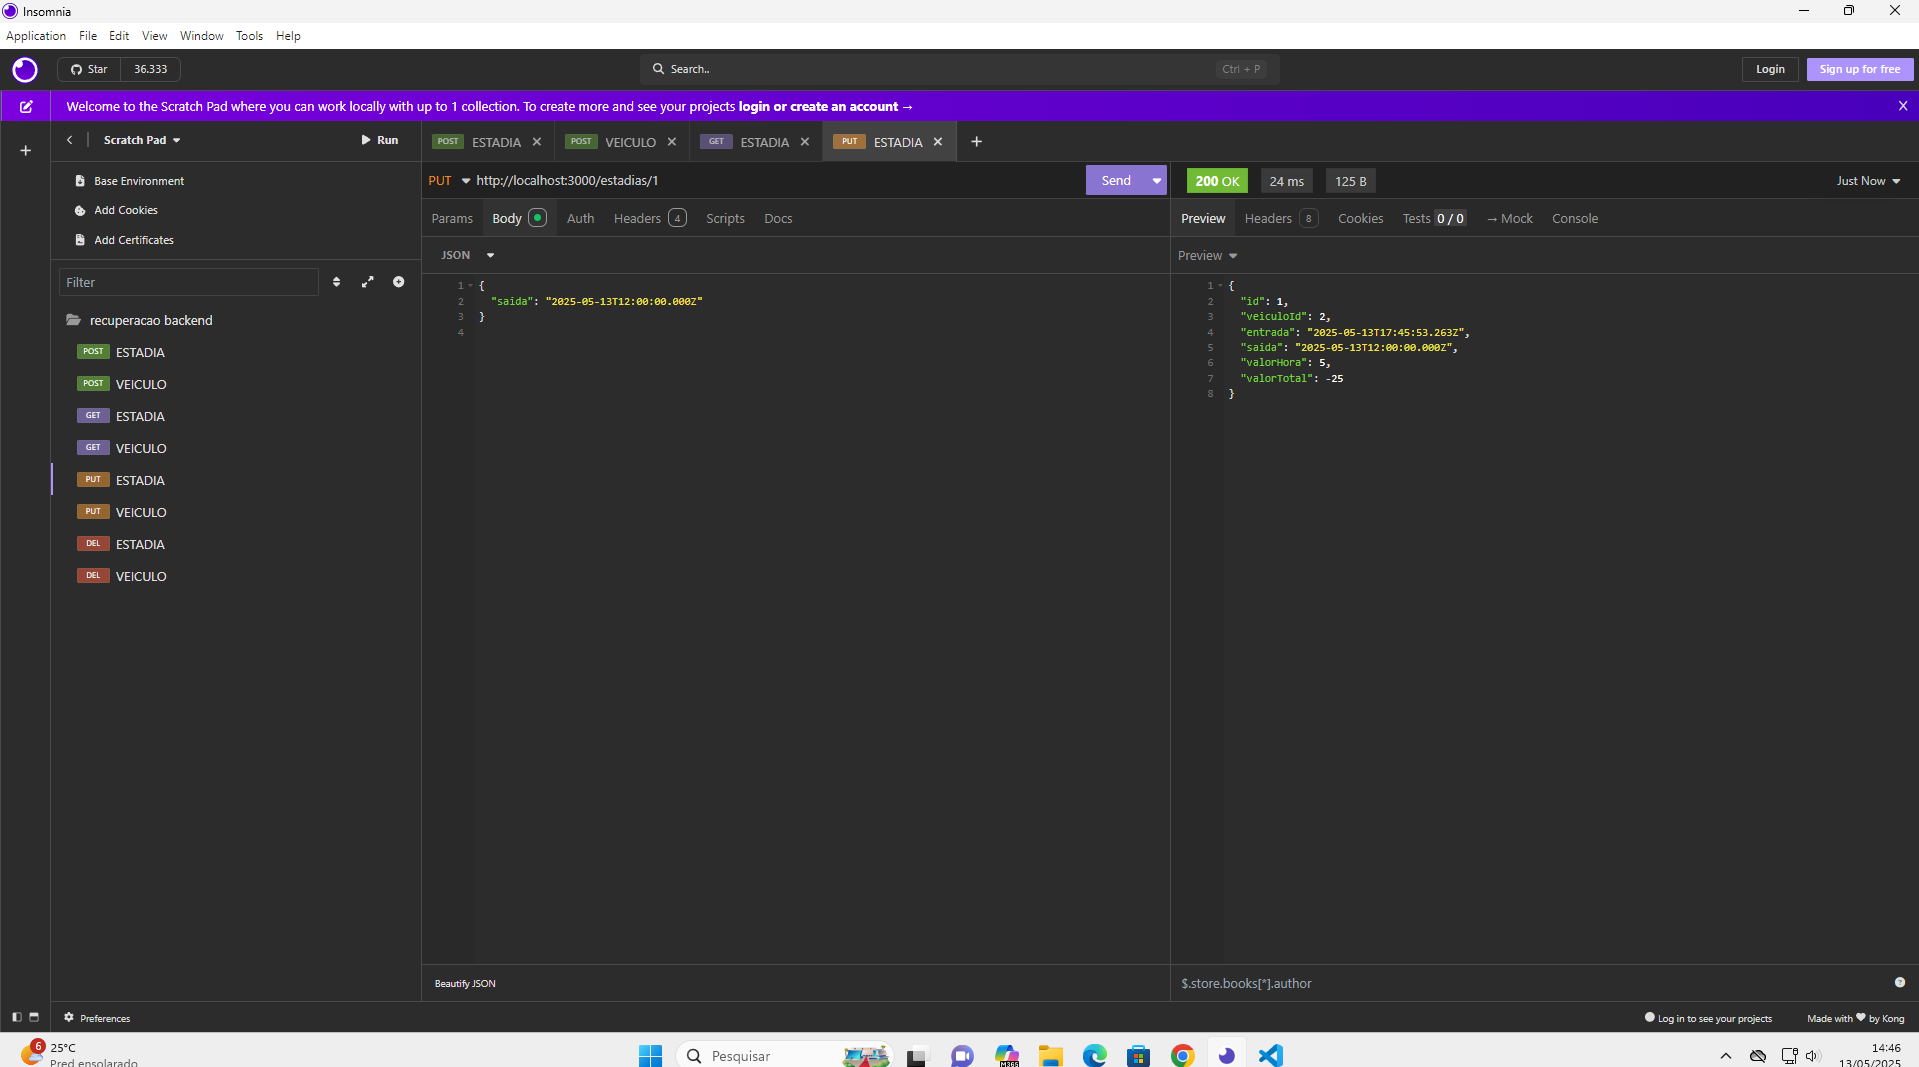 Insomnia
Application File Edit View Window Tools Help
Star 36.333
Search.. Ctrl + P
Login Sign up for free
Welcome to the Scratch Pad where you can work locally with up to 1 collection. To create more and see your projects login or create an account →
Scratch Pad Run
POST ESTADIA POST VEICULO GET ESTADIA PUT ESTADIA
Base Environment
Add Cookies
Add Certificates
Filter
recuperacao backend
POST ESTADIA
POST VEICULO
GET ESTADIA
GET VEICULO
PUT ESTADIA
PUT VEICULO
DEL ESTADIA
DEL VEICULO
PUT http://localhost:3000/estadias/1 Send
Params Body Auth Headers 4 Scripts Docs
JSON
1 {
2 "saida": "2025-05-13T12:00:00.000Z"
3 }
4
Beautify JSON
200 OK 24 ms 125 B Just Now
Preview Headers 8 Cookies Tests 0 / 0 → Mock Console
Preview
1 {
2 "id": 1,
3 "veiculoId": 2,
4 "entrada": "2025-05-13T17:45:53.263Z",
5 "saida": "2025-05-13T12:00:00.000Z",
6 "valorHora": 5,
7 "valorTotal": -25
8 }
$.store.books[*].author
Preferences
Log in to see your projects Made with ❤ by Kong
6
25°C
Pred ensolarado
Pesquisar
M365
14:46
13/05/2025